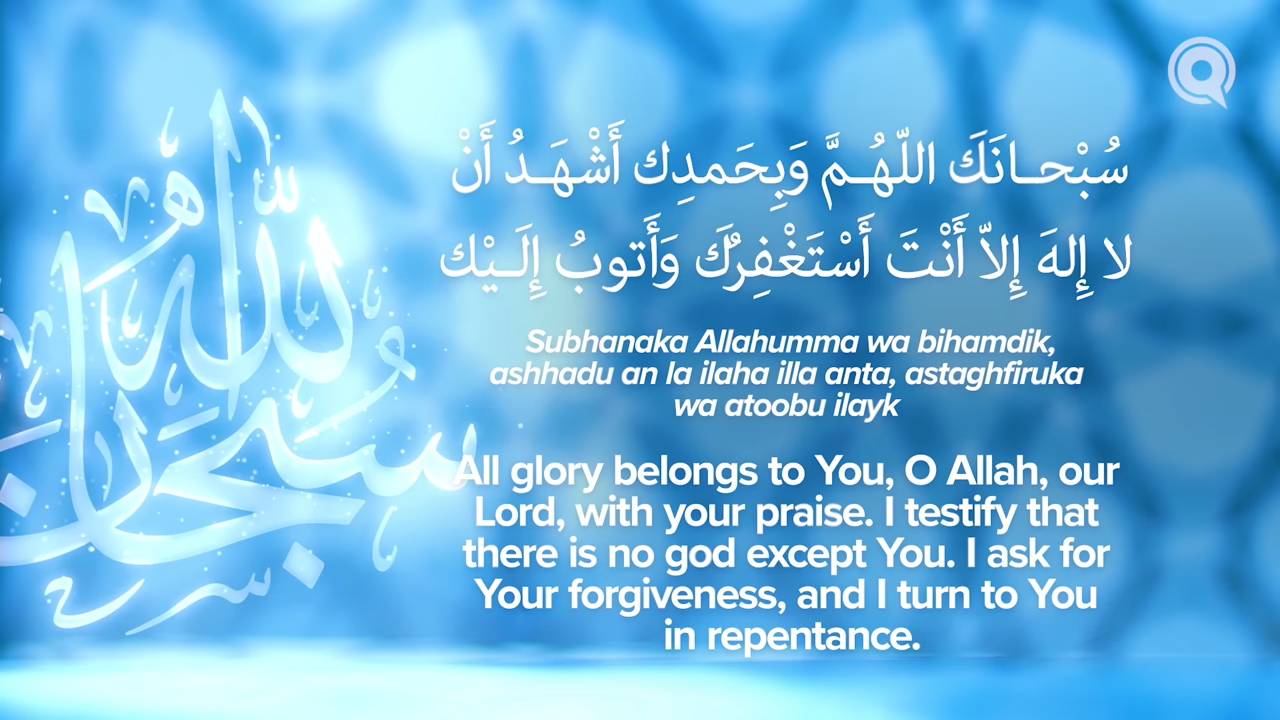 سُبْحـانَكَ اللّهُـمَّ وَبِحَمدِك أَشْهَـدُ أَنْ
لا إِلهَ إِلاّ أَنْتَ أَسْتَغْفِرُكَ وَأَتوبُ إِلَـيْك
Subhanaka Allahumma wa bihamdik,
ashhadu an la ilaha illa anta, astaghfiruka
wa atoobu ilayk
All glory belongs to You, O Allah, our
Lord, with your praise. I testify that
there is no god except You. I ask for
Your forgiveness, and I turn to You
in repentance.
سبحان الله